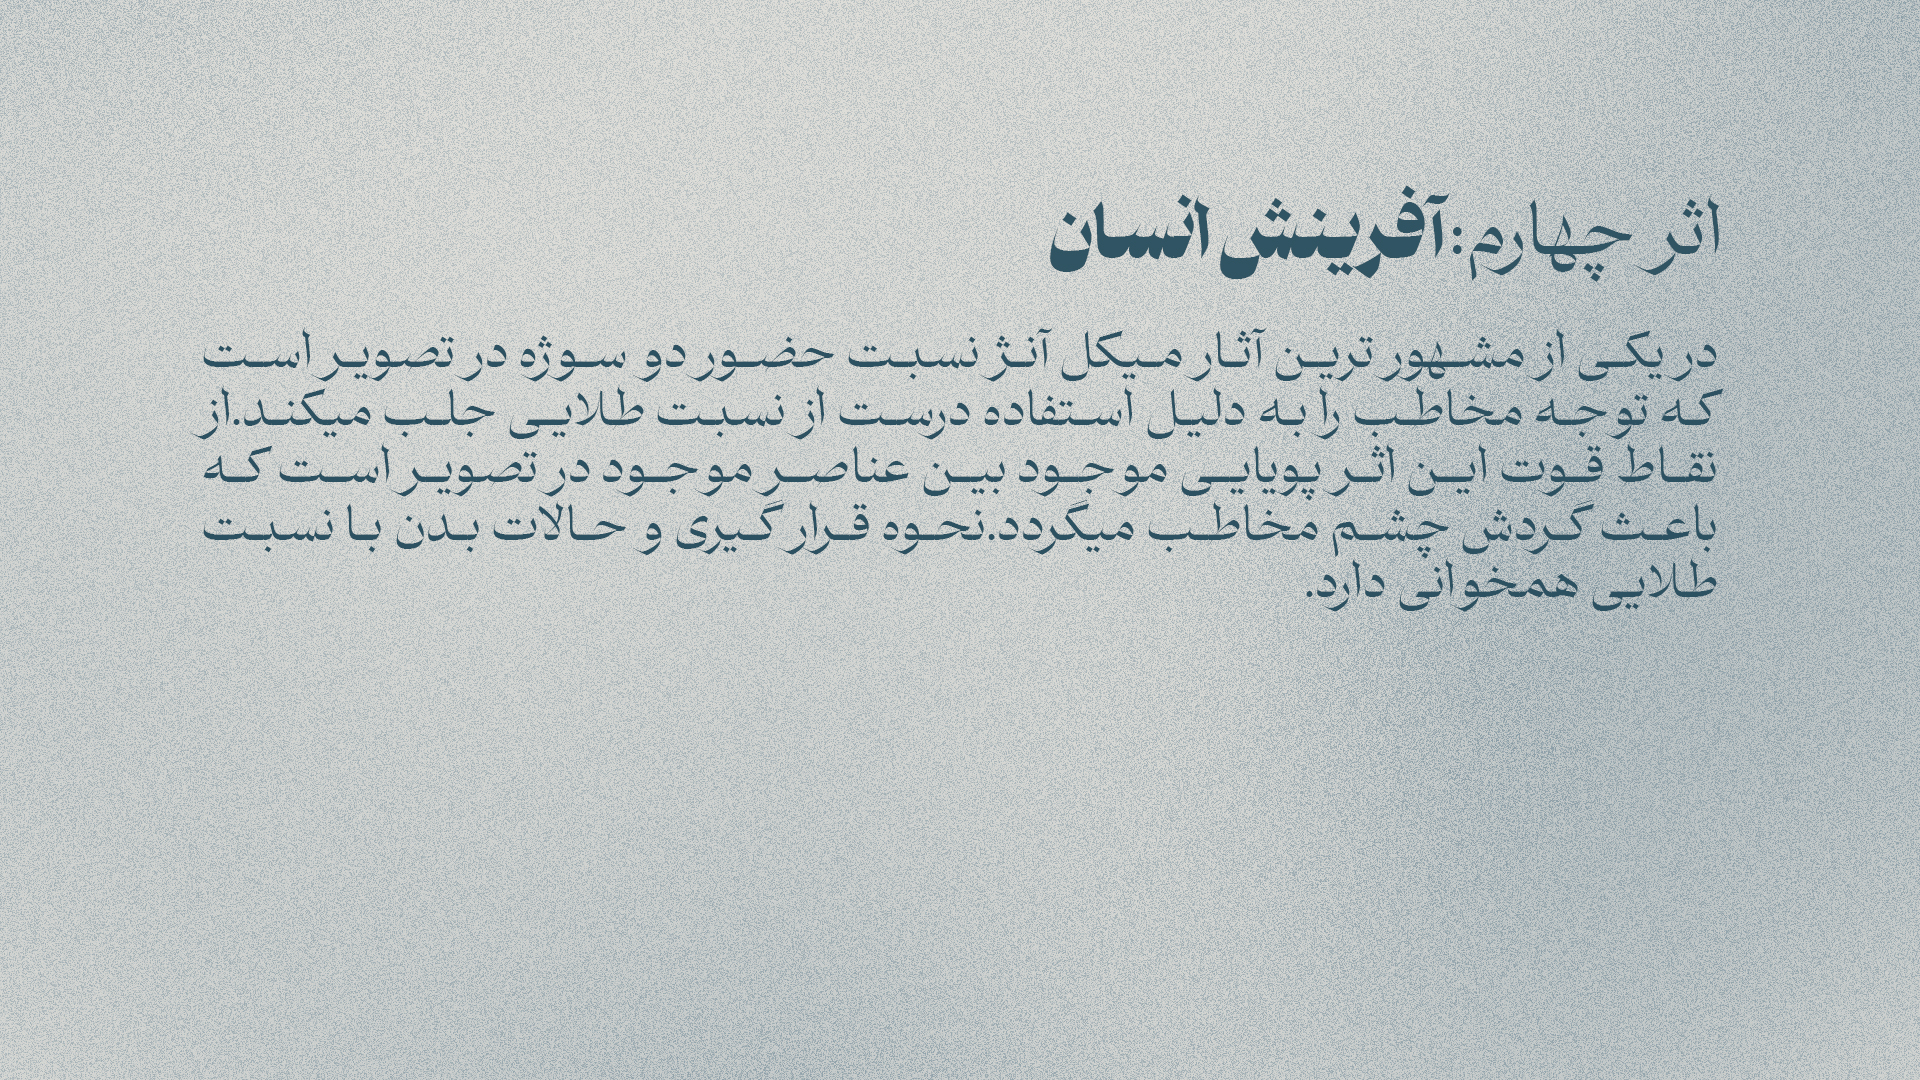 اثر چهارم:آفرینش انسان
در یکی از مشهور ترین آثار میکل آنژ نسبت حضور دو سوژه در تصویر است
که توجه مخاطب را به دلیل استفاده درست از نسبت طلایی جلب میکند.از
نقاط قوت این اثر پویایی موجود بین عناصر موجود در تصویر است که
باعث گردش چشم مخاطب میگردد.نحوه قرار گیری و حالات بدن با نسبت
طلایی همخوانی دارد.